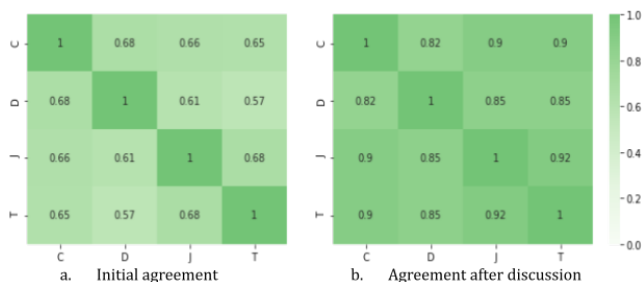 C 1 0.68 0.66 0.65
D 0.68 1 0.61 0.57
J 0.66 0.61 1 0.68
T 0.65 0.57 0.68 1
C D J T
a. Initial agreement
C 1 0.82 0.9 0.9
D 0.82 1 0.85 0.85
J 0.9 0.85 1 0.92
T 0.9 0.85 0.92 1
C D J T
b. Agreement after discussion
1.0
0.8
0.6
0.4
0.2
0.0